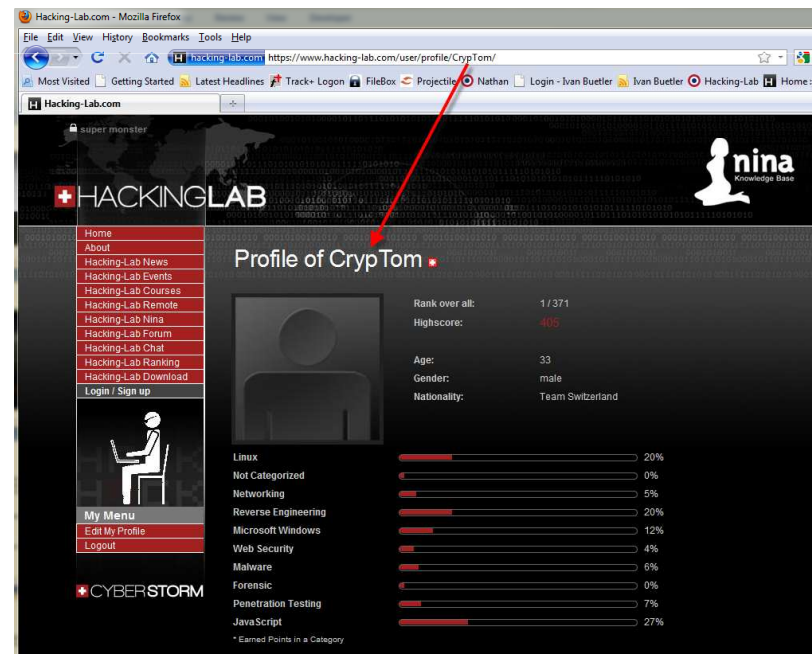 Hacking-Lab.com - Mozilla Firefox
File Edit View History Bookmarks Tools Help
hacking-lab.com https://www.hacking-lab.com/user/profile/CrypTom/
Most Visited Getting Started Latest Headlines Track+ Logon FileBox Projectile Nathan Login - Ivan Buetler Ivan Buetler Hacking-Lab Home
Hacking-Lab.com
super monster
HACKINGLAB
nina
Knowledge Base
Home
About
Hacking-Lab News
Hacking-Lab Events
Hacking-Lab Courses
Hacking-Lab Remote
Hacking-Lab Nina
Hacking-Lab Forum
Hacking-Lab Chat
Hacking-Lab Ranking
Hacking-Lab Download
Login / Sign up
My Menu
Edit My Profile
Logout
CYBERSTORM
Profile of CrypTom
Rank over all: 1 / 371
Highscore: 405
Age: 33
Gender: male
Nationality: Team Switzerland
Linux 20%
Not Categorized 0%
Networking 5%
Reverse Engineering 20%
Microsoft Windows 12%
Web Security 4%
Malware 6%
Forensic 0%
Penetration Testing 7%
JavaScript 27%
* Earned Points in a Category